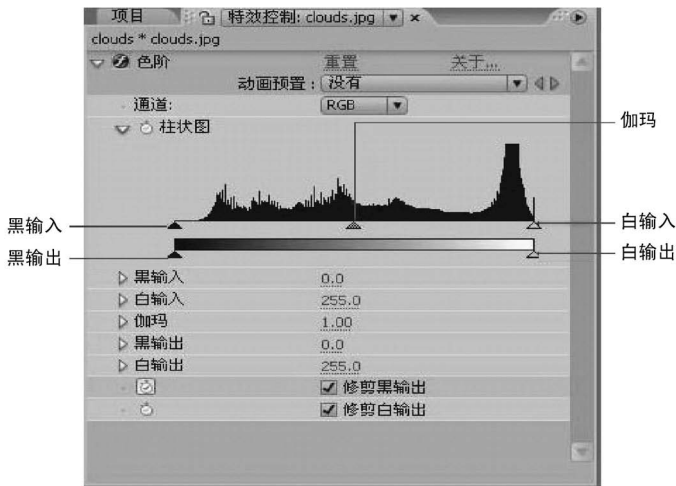 项目 特效控制: clouds.jpg
clouds * clouds.jpg
色阶 重置 关于...
动画预置： 没有
通道: RGB
柱状图
伽玛
黑输入 白输入
黑输出 白输出
黑输入 0.0
白输入 255.0
伽玛 1.00
黑输出 0.0
白输出 255.0
修剪黑输出
修剪白输出